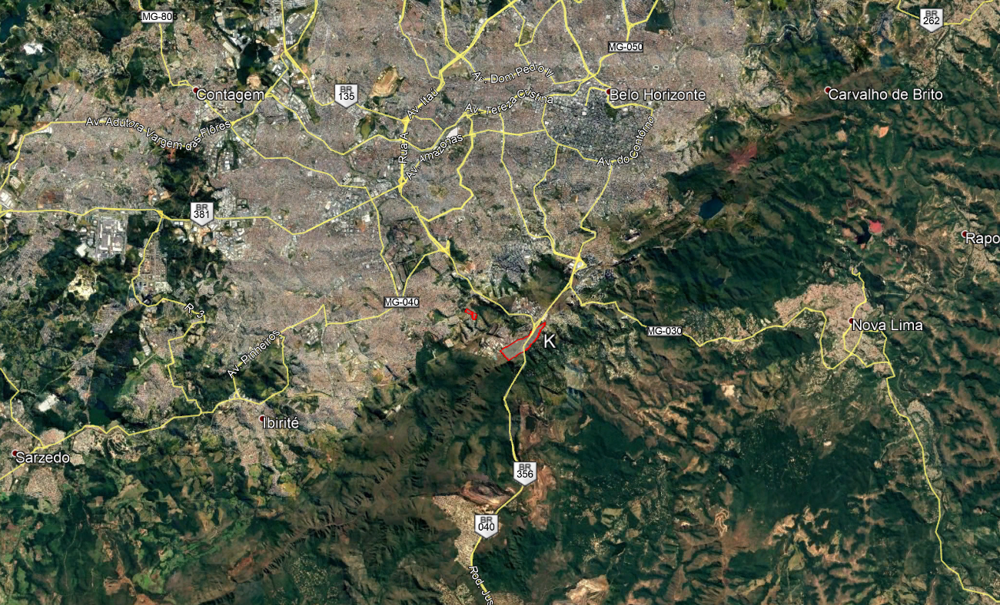 MG-808
BR
262
MG-050
Av. Dom Pedro II
Contagem
BR
135
Av. Itaú
Av. Tereza Cristina
Belo Horizonte
Carvalho de Brito
Av. Adutora Vargem das Flôres
Rua A
Av. Amazonas
Av. do Contôrno
BR
381
Rapo
MG-040
R. 3
Nova Lima
MG-030
K
Av. Pinheiros
Ibirité
Sarzedo
BR
356
BR
040
Rod. Jus